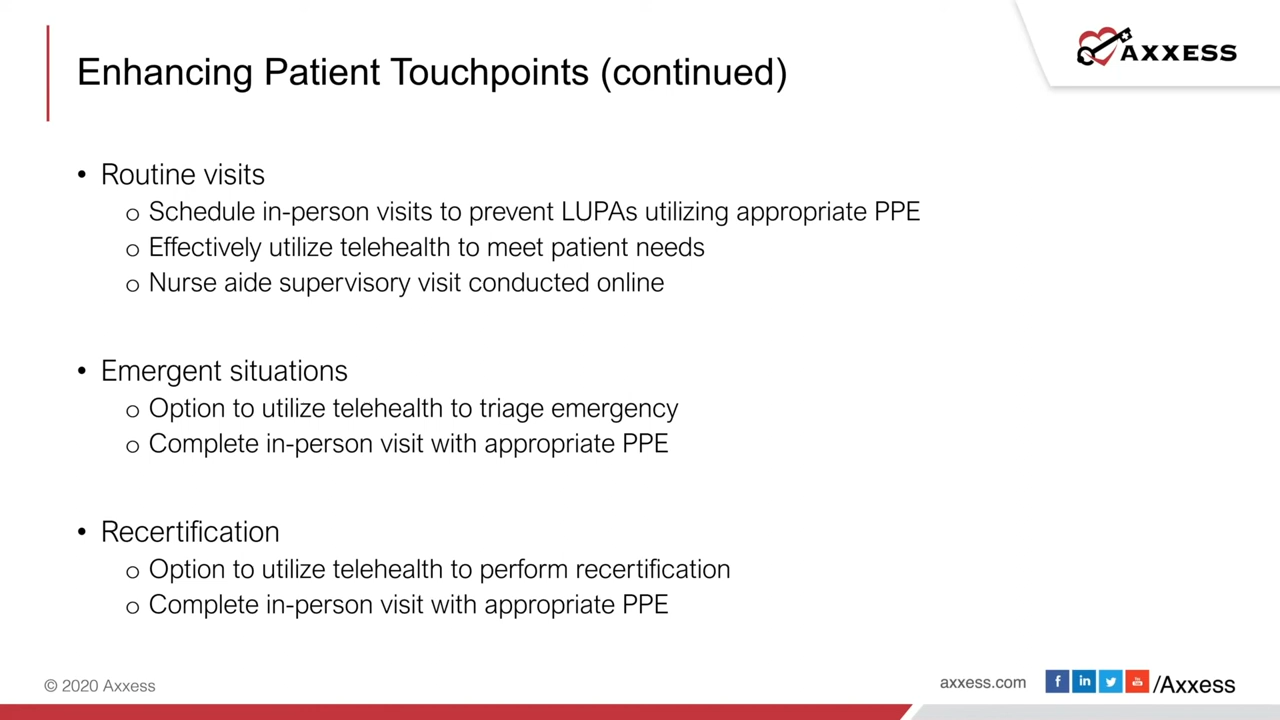 AXXESS
Enhancing Patient Touchpoints (continued)
• Routine visits
o Schedule in-person visits to prevent LUPAs utilizing appropriate PPE
o Effectively utilize telehealth to meet patient needs
o Nurse aide supervisory visit conducted online
• Emergent situations
o Option to utilize telehealth to triage emergency
o Complete in-person visit with appropriate PPE
• Recertification
o Option to utilize telehealth to perform recertification
o Complete in-person visit with appropriate PPE
© 2020 Axxess
axxess.com f in You Tube /Axxess